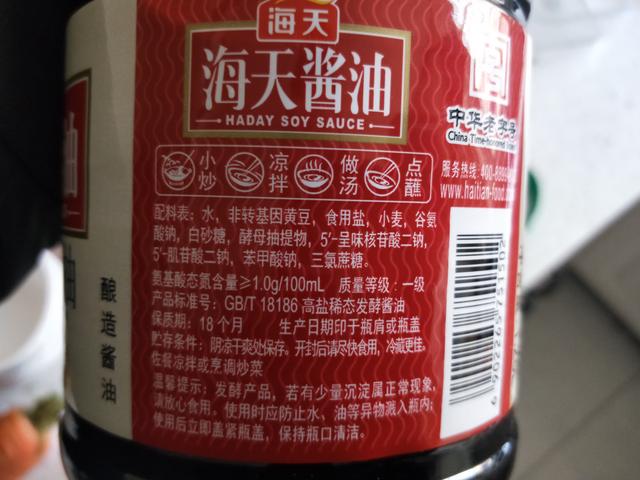 海天
海天酱油
HADAY SOY SAUCE
中华老字号
China Time-honored
小炒
凉拌
做汤
点蘸
服务热线: 400-
www.haitian-food.
配料表: 水, 非转基因黄豆, 食用盐, 小麦, 谷氨
酸钠, 白砂糖, 酵母抽提物, 5′-呈味核苷酸二钠,
5′-肌苷酸二钠, 苯甲酸钠, 三氯蔗糖。
氨基酸态氮含量≥1.0g/100mL 质量等级: 一级
产品标准号: GB/T 18186 高盐稀态发酵酱油
保质期: 18个月 生产日期印于瓶肩或瓶盖
贮存条件: 阴凉干爽处保存。开封后请尽快食用, 冷藏更佳。
佐餐凉拌或烹调炒菜
温馨提示: 发酵产品, 若有少量沉淀属正常现象,
请放心食用。使用时应防止水、油等异物溅入瓶内;
使用后立即盖紧瓶盖, 保持瓶口清洁。
酿造酱油
油